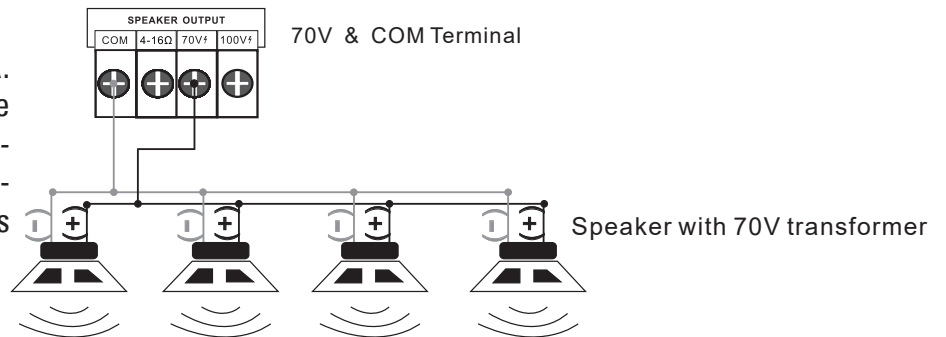 SPEAKER OUTPUT
COM 4-16Ω 70V⚡ 100V⚡
70V & COM Terminal
e
-
-
s
- + - + - + - +
Speaker with 70V transformer